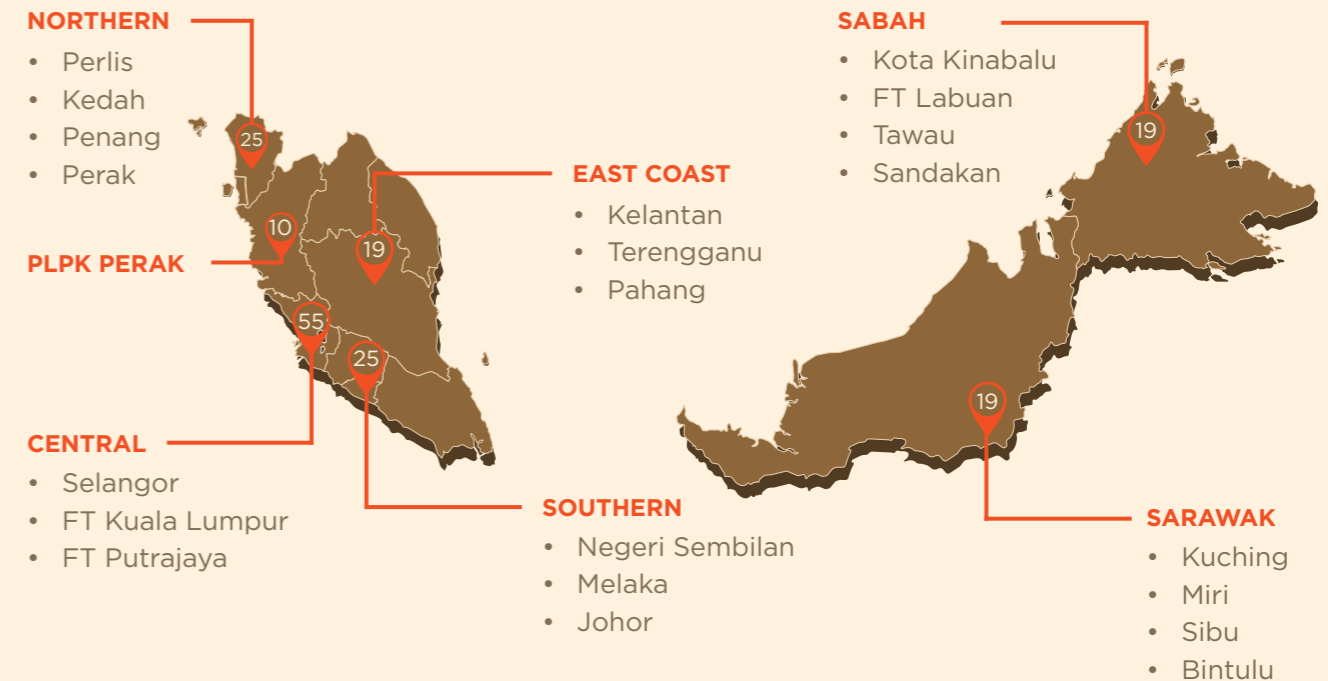 NORTHERN
• Perlis
• Kedah
• Penang
• Perak
25
PLPK PERAK
10
EAST COAST
• Kelantan
• Terengganu
• Pahang
19
CENTRAL
• Selangor
• FT Kuala Lumpur
• FT Putrajaya
55
SOUTHERN
• Negeri Sembilan
• Melaka
• Johor
25
SABAH
• Kota Kinabalu
• FT Labuan
• Tawau
• Sandakan
19
SARAWAK
• Kuching
• Miri
• Sibu
• Bintulu
19